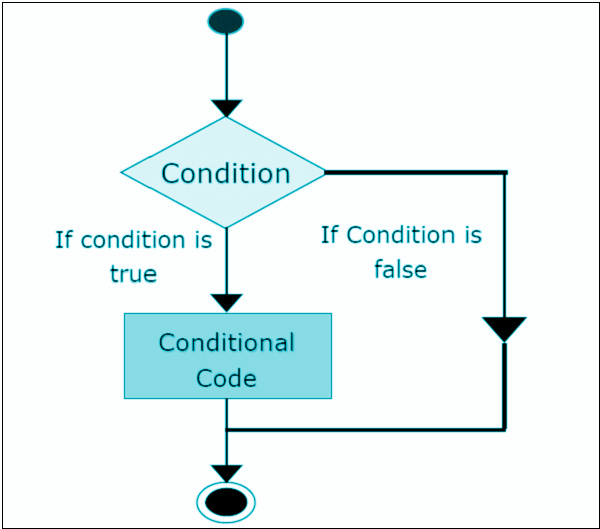 Condition
If condition is
true
If Condition is
false
Conditional
Code